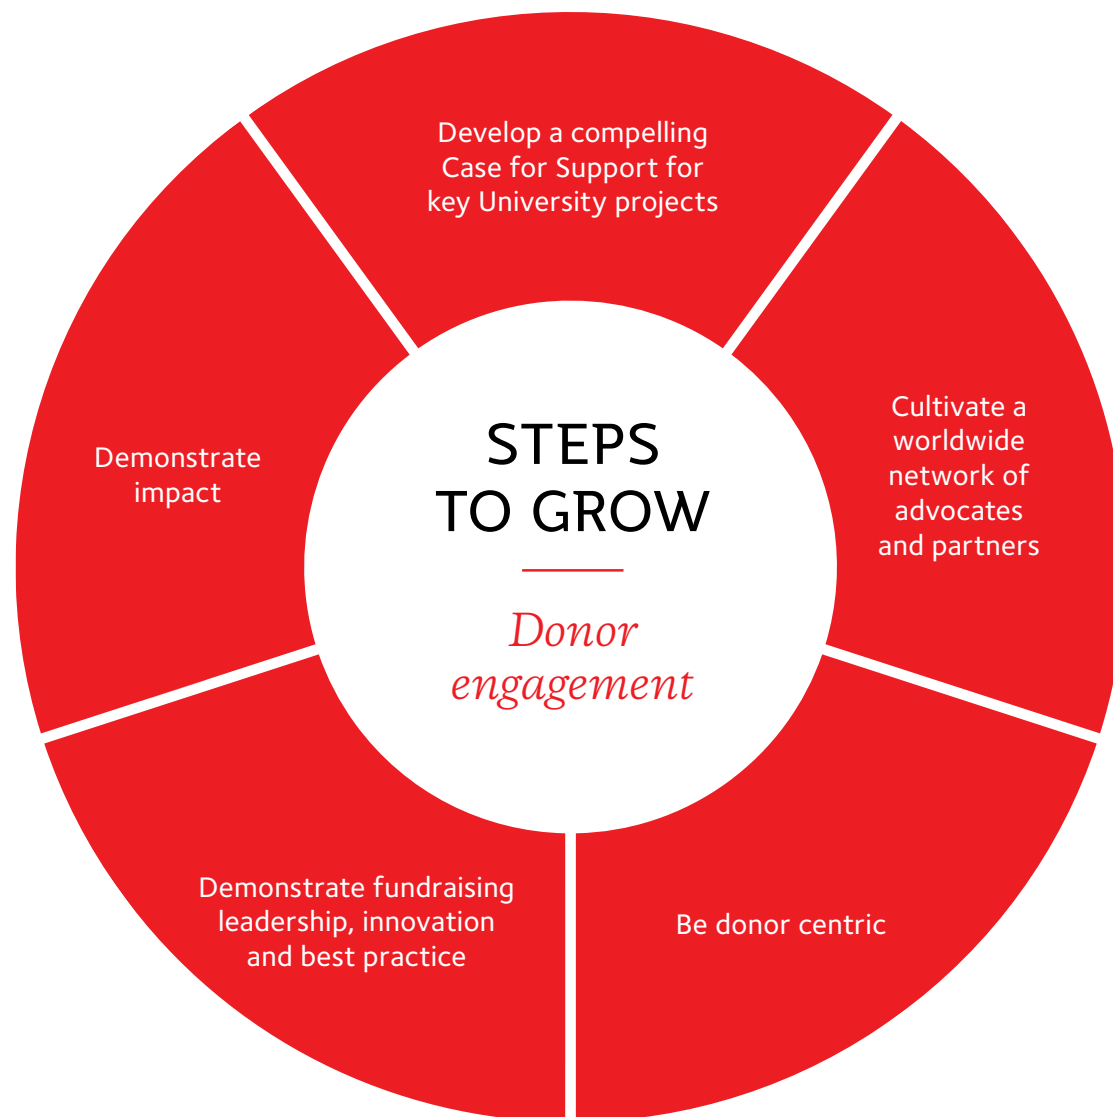 Develop a compelling
Case for Support for
key University projects
Cultivate a
worldwide
network of
advocates
and partners
Be donor centric
Demonstrate fundraising
leadership, innovation
and best practice
Demonstrate
impact
STEPS
TO GROW
Donor
engagement